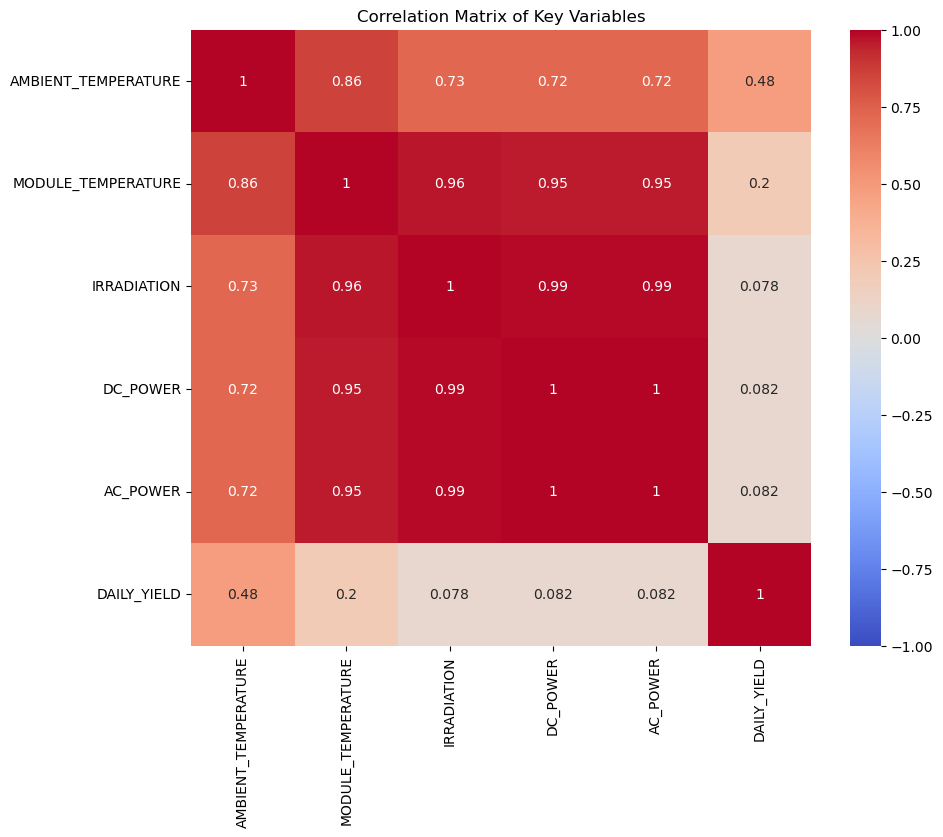 Correlation Matrix of Key Variables
AMBIENT_TEMPERATURE 1 0.86 0.73 0.72 0.72 0.48
MODULE_TEMPERATURE 0.86 1 0.96 0.95 0.95 0.2
IRRADIATION 0.73 0.96 1 0.99 0.99 0.078
DC_POWER 0.72 0.95 0.99 1 1 0.082
AC_POWER 0.72 0.95 0.99 1 1 0.082
DAILY_YIELD 0.48 0.2 0.078 0.082 0.082 1
AMBIENT_TEMPERATURE
MODULE_TEMPERATURE
IRRADIATION
DC_POWER
AC_POWER
DAILY_YIELD
1.00
0.75
0.50
0.25
0.00
−0.25
−0.50
−0.75
−1.00